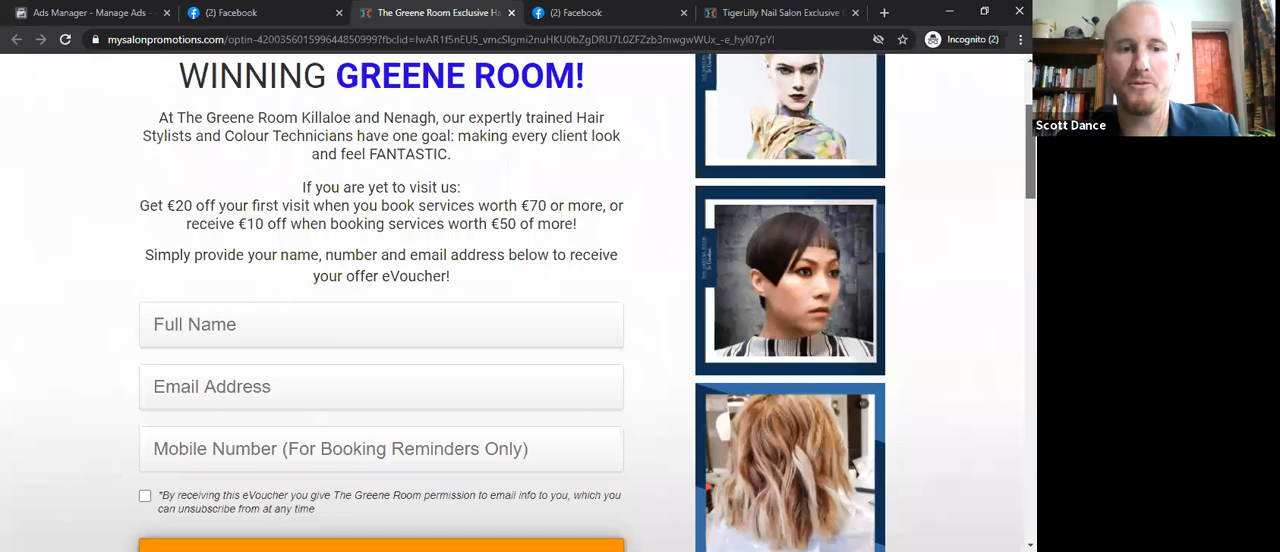 Ads Manager - Manage Ads -
(2) Facebook
The Greene Room Exclusive Ha
(2) Facebook
TigerLilly Nail Salon Exclusive
mysalonpromotions.com/optin-42003560159964485099?fbclid=
Incognito (2)
Scott Dance
WINNING GREENE ROOM!
At The Greene Room Killaloe and Nenagh, our expertly trained Hair
Stylists and Colour Technicians have one goal: making every client look
and feel FANTASTIC.
If you are yet to visit us:
Get €20 off your first visit when you book services worth €70 or more, or
receive €10 off when booking services worth €50 of more!
Simply provide your name, number and email address below to receive
your offer eVoucher!
Full Name
Email Address
Mobile Number (For Booking Reminders Only)
*By receiving this eVoucher you give The Greene Room permission to email info to you, which you
can unsubscribe from at any time